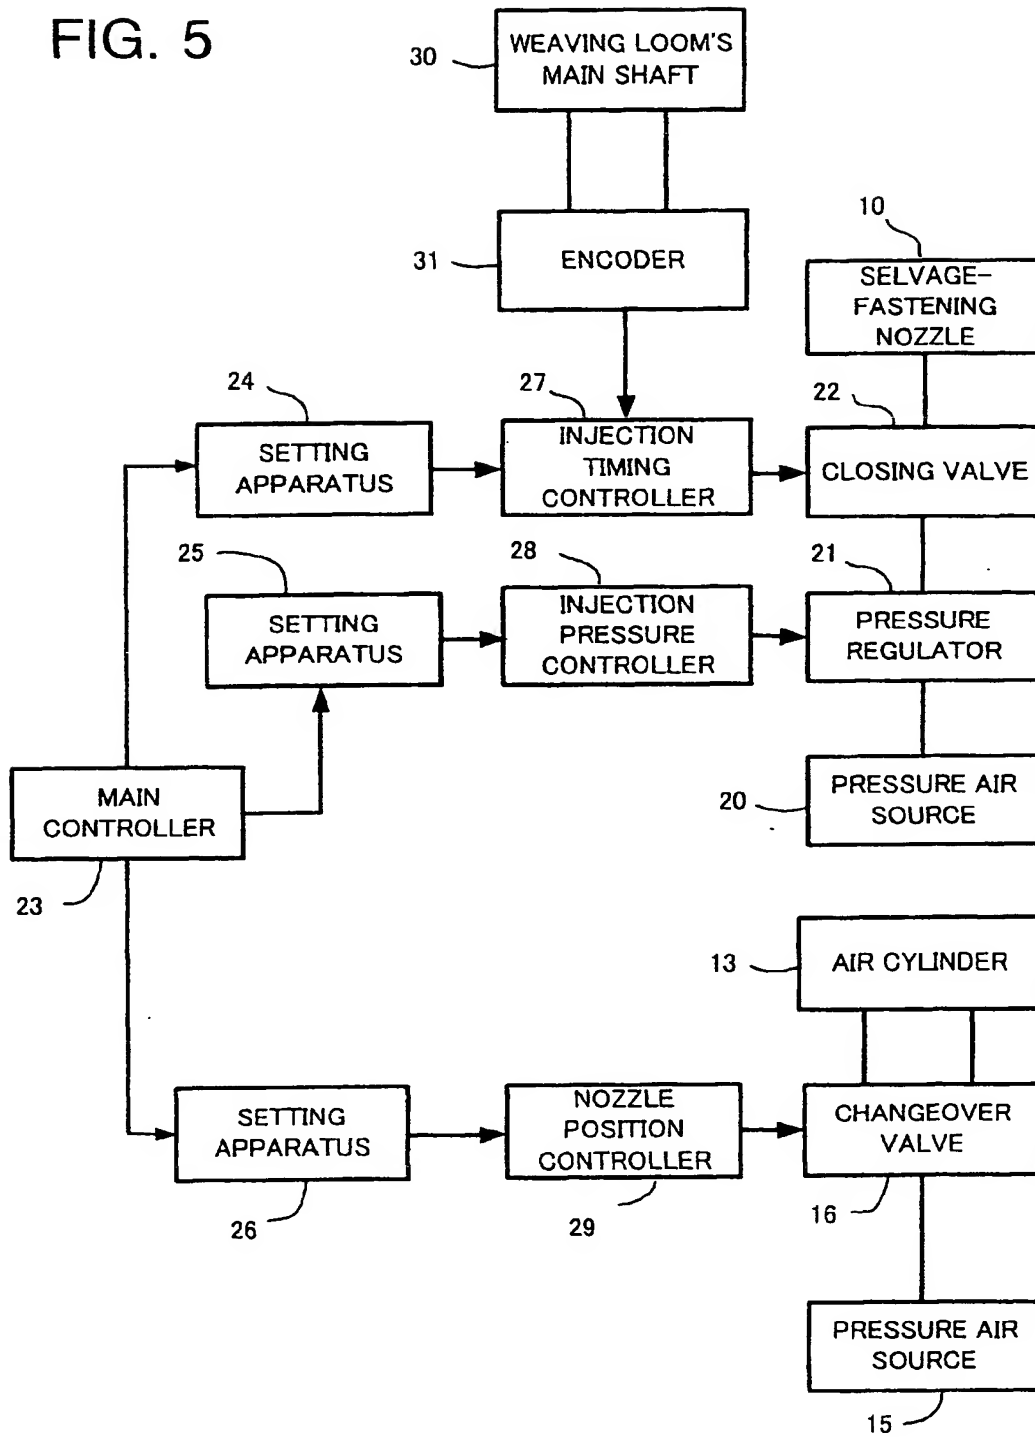 FIG. 5
30
WEAVING LOOM'S
MAIN SHAFT
31
ENCODER
10
SELVAGE-
FASTENING
NOZZLE
24
SETTING
APPARATUS
27
INJECTION
TIMING
CONTROLLER
22
CLOSING VALVE
25
SETTING
APPARATUS
28
INJECTION
PRESSURE
CONTROLLER
21
PRESSURE
REGULATOR
MAIN
CONTROLLER
23
20
PRESSURE AIR
SOURCE
13
AIR CYLINDER
SETTING
APPARATUS
26
NOZZLE
POSITION
CONTROLLER
29
CHANGEOVER
VALVE
16
PRESSURE AIR
SOURCE
15